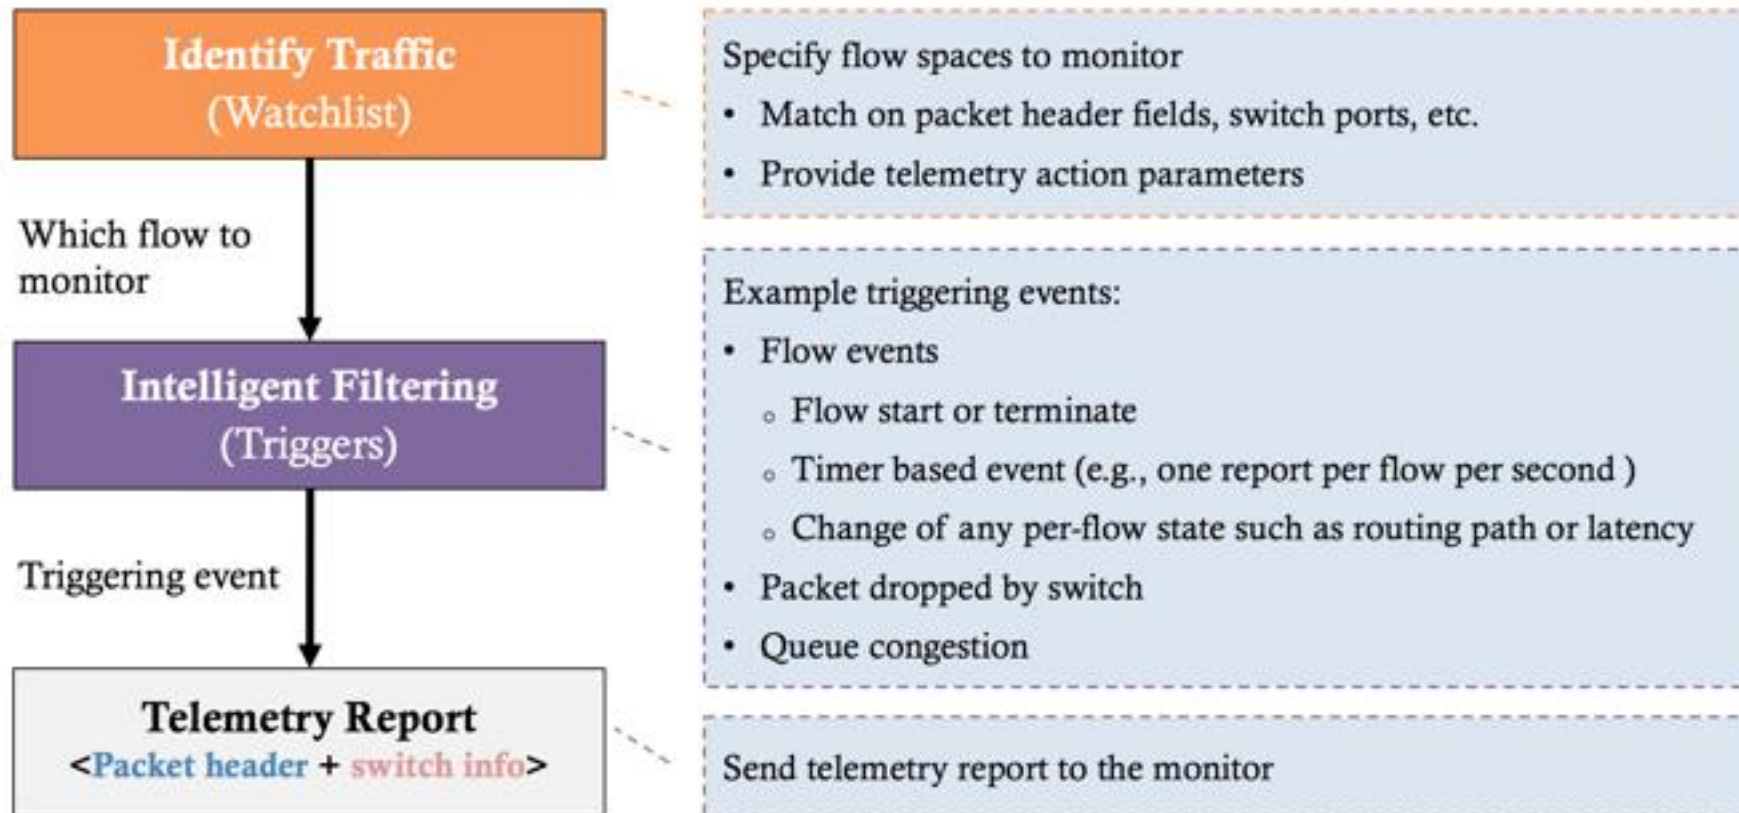 Identify Traffic
(Watchlist)
Specify flow spaces to monitor
• Match on packet header fields, switch ports, etc.
• Provide telemetry action parameters
Which flow to
monitor
Intelligent Filtering
(Triggers)
Example triggering events:
• Flow events
◦ Flow start or terminate
◦ Timer based event (e.g., one report per flow per second )
◦ Change of any per-flow state such as routing path or latency
• Packet dropped by switch
• Queue congestion
Triggering event
Telemetry Report
<Packet header + switch info>
Send telemetry report to the monitor